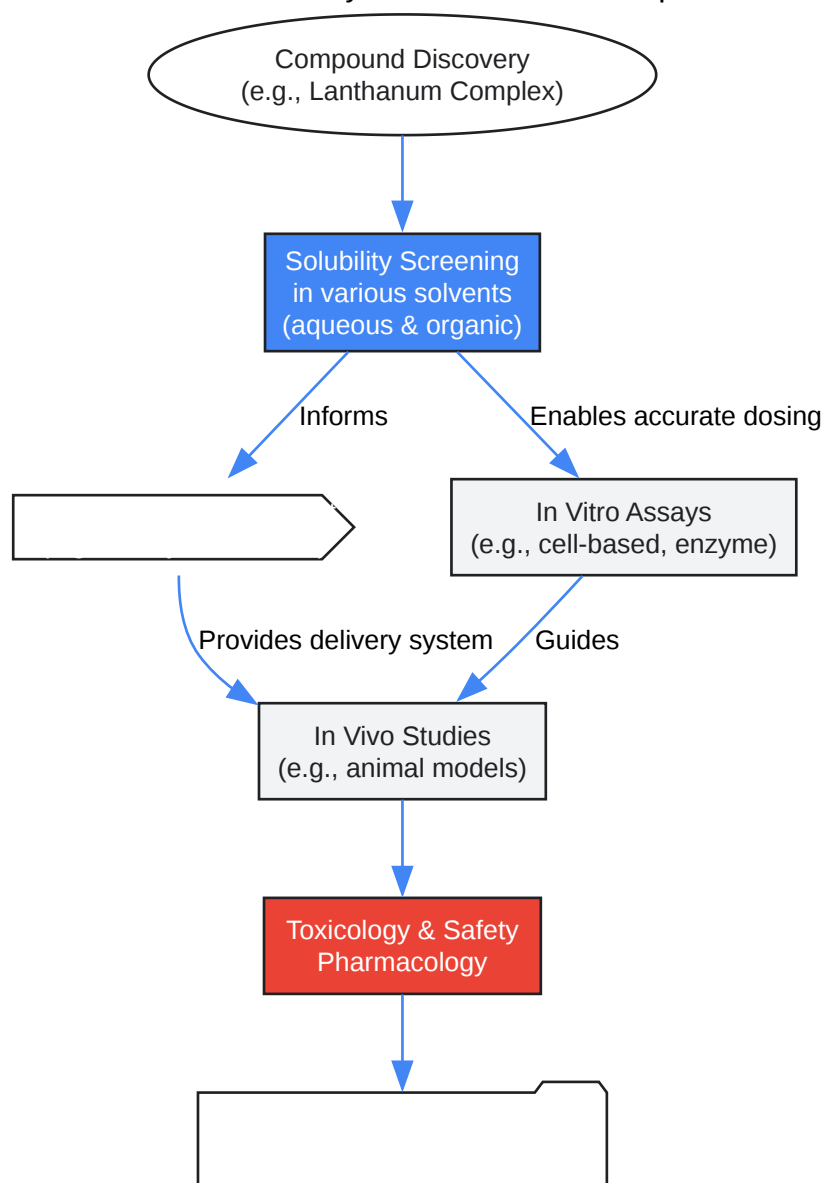 Compound Discovery
(e.g., Lanthanum Complex)
Solubility Screening
in various solvents
(aqueous & organic)
Informs
Enables accurate dosing
In Vitro Assays
(e.g., cell-based, enzyme)
Provides delivery system
Guides
In Vivo Studies
(e.g., animal models)
Toxicology & Safety
Pharmacology